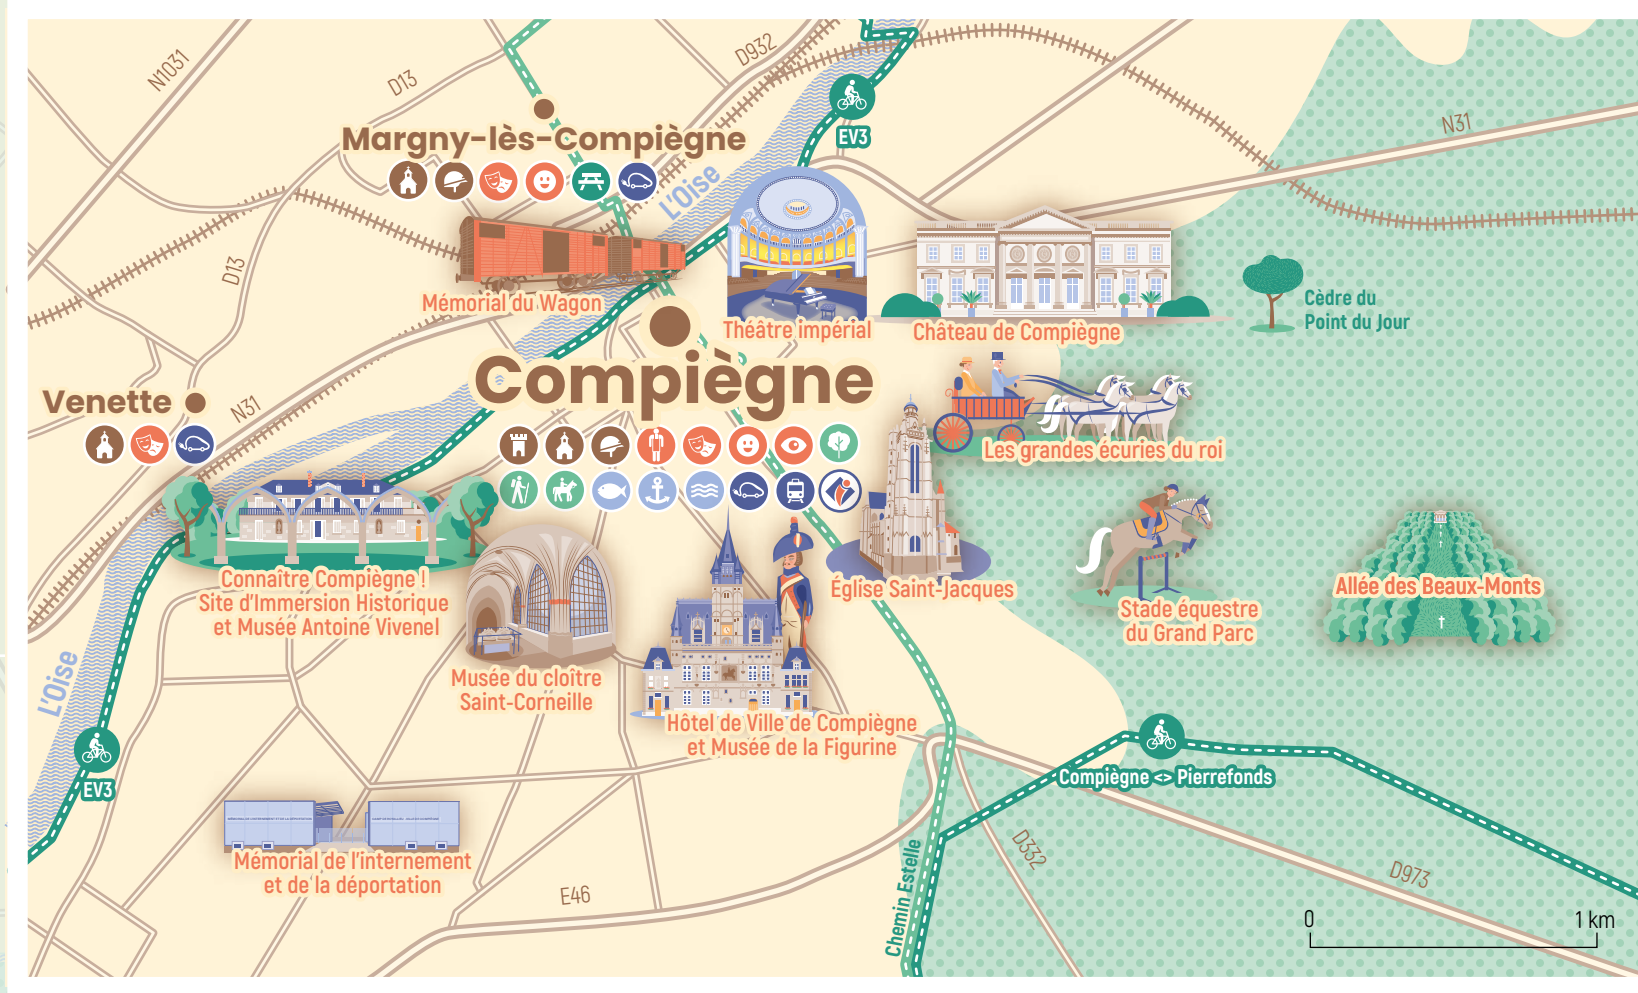 N1031
D13
D932
EV3
N31
Margny-lès-Compiègne
L'Oise
D13
Mémorial du Wagon
Théâtre impérial
Château de Compiègne
Cèdre du
Point du Jour
Compiègne
Venette
N31
Les grandes écuries du roi
Connaître Compiègne !
Site d'Immersion Historique
et Musée Antoine Vivenel
Église Saint-Jacques
Stade équestre
du Grand Parc
Allée des Beaux-Monts
L'Oise
Musée du cloître
Saint-Corneille
Hôtel de Ville de Compiègne
et Musée de la Figurine
EV3
Compiègne <> Pierrefonds
Mémorial de l'internement
et de la déportation
E46
Chemin Estelle
D332
D973
0
1 km